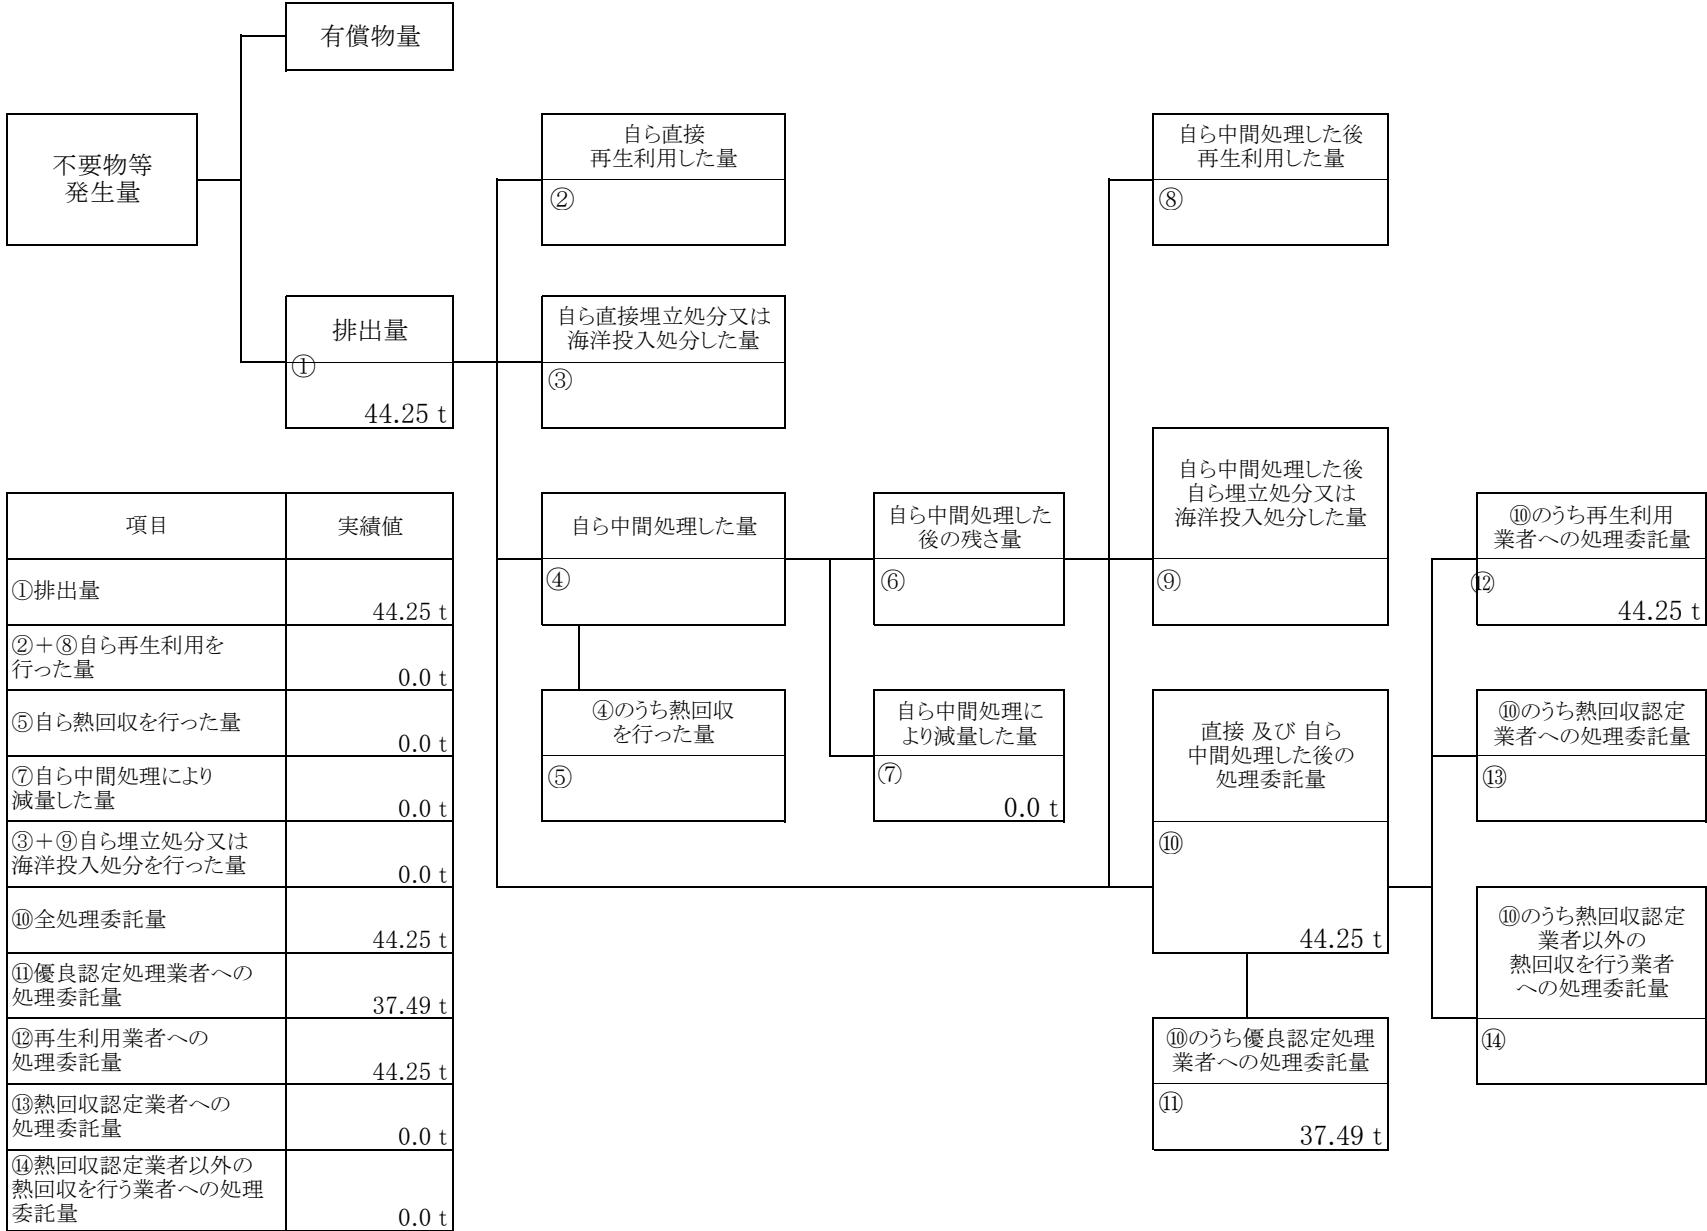 有償物量
不要物等
発生量
自ら直接
再生利用した量
②
自ら中間処理した後
再生利用した量
⑧
排出量
①
44.25 t
自ら直接埋立処分又は
海洋投入処分した量
③
自ら中間処理した量
④
自ら中間処理した
後の残さ量
⑥
自ら中間処理した後
自ら埋立処分又は
海洋投入処分した量
⑨
⑩のうち再生利用
業者への処理委託量
⑫
44.25 t
④のうち熱回収
を行った量
⑤
自ら中間処理に
より減量した量
⑦
0.0 t
直接 及び 自ら
中間処理した後の
処理委託量
⑩
44.25 t
⑩のうち熱回収認定
業者への処理委託量
⑬
⑩のうち熱回収認定
業者以外の
熱回収を行う業者
への処理委託量
⑭
⑩のうち優良認定処理
業者への処理委託量
⑪
37.49 t
項目 実績値
①排出量
44.25 t
②＋⑧自ら再生利用を
行った量
0.0 t
⑤自ら熱回収を行った量
0.0 t
⑦自ら中間処理により
減量した量
0.0 t
③＋⑨自ら埋立処分又は
海洋投入処分を行った量
0.0 t
⑩全処理委託量
44.25 t
⑪優良認定処理業者への
処理委託量
37.49 t
⑫再生利用業者への
処理委託量
44.25 t
⑬熱回収認定業者への
処理委託量
0.0 t
⑭熱回収認定業者以外の
熱回収を行う業者への処理
委託量
0.0 t